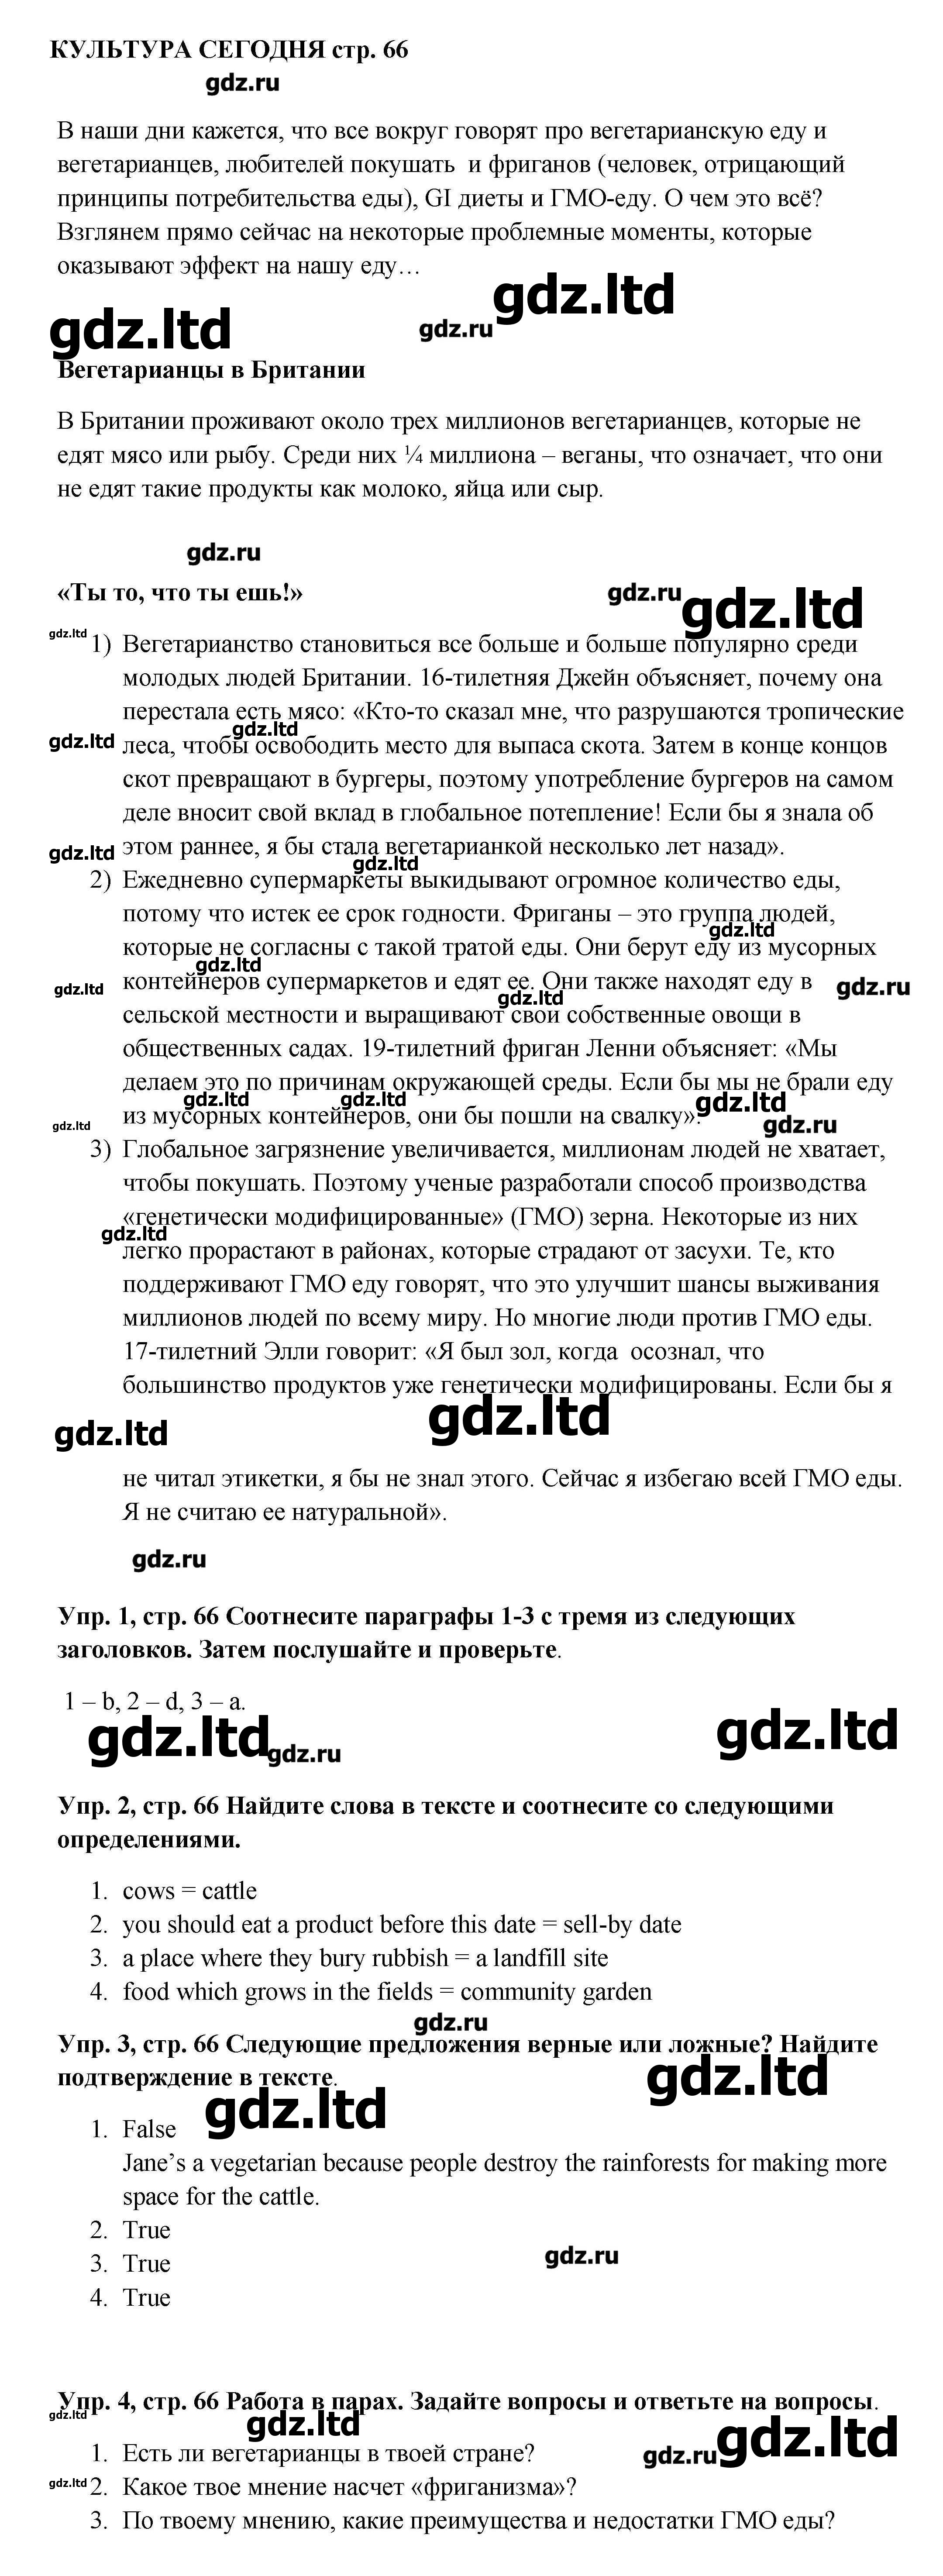 КУЛЬТУРА СЕГОДНЯ стр. 66
gdz.ru
В наши дни кажется, что все вокруг говорят про вегетарианскую еду и
вегетарианцев, любителей покушать  и фриганов (человек, отрицающий
принципы потребительства еды), GI диеты и ГМО-еду. О чем это всё?
Взглянем прямо сейчас на некоторые проблемные моменты, которые
оказывают эффект на нашу еду…
gdz.ltd
gdz.ltd
gdz.ru
Вегетарианцы в Британии
В Британии проживают около трех миллионов вегетарианцев, которые не
едят мясо или рыбу. Среди них ¼ миллиона – веганы, что означает, что они
не едят такие продукты как молоко, яйца или сыр.
gdz.ru
«Ты то, что ты ешь!»
gdz.ru
gdz.ltd
gdz.ltd
1) Вегетарианство становиться все больше и больше популярно среди
молодых людей Британии. 16-тилетняя Джейн объясняет, почему она
перестала есть мясо: «Кто-то сказал мне, что разрушаются тропические
gdz.ltd
gdz.ltd
леса, чтобы освободить место для выпаса скота. Затем в конце концов
скот превращают в бургеры, поэтому употребление бургеров на самом
деле вносит свой вклад в глобальное потепление! Если бы я знала об
этом раннее, я бы стала вегетарианкой несколько лет назад».
gdz.ltd
gdz.ltd
2) Ежедневно супермаркеты выкидывают огромное количество еды,
потому что истек ее срок годности. Фриганы – это группа людей,
gdz.ltd
которые не согласны с такой тратой еды. Они берут еду из мусорных
gdz.ltd
контейнеров супермаркетов и едят ее. Они также находят еду в
gdz.ltd
gdz.ltd
gdz.ru
сельской местности и выращивают свои собственные овощи в
общественных садах. 19-тилетний фриган Ленни объясняет: «Мы
делаем это по причинам окружающей среды. Если бы мы не брали еду
gdz.ltd
gdz.ltd
gdz.ltd
из мусорных контейнеров, они бы пошли на свалку».
gdz.ltd
gdz.ru
3) Глобальное загрязнение увеличивается, миллионам людей не хватает,
чтобы покушать. Поэтому ученые разработали способ производства
«генетически модифицированные» (ГМО) зерна. Некоторые из них
gdz.ltd
легко прорастают в районах, которые страдают от засухи. Те, кто
поддерживают ГМО еду говорят, что это улучшит шансы выживания
миллионов людей по всему миру. Но многие люди против ГМО еды.
17-тилетний Элли говорит: «Я был зол, когда  осознал, что
большинство продуктов уже генетически модифицированы. Если бы я
gdz.ltd
gdz.ltd
не читал этикетки, я бы не знал этого. Сейчас я избегаю всей ГМО еды.
Я не считаю ее натуральной».
gdz.ru
Упр. 1, стр. 66 Соотнесите параграфы 1-3 с тремя из следующих
заголовков. Затем послушайте и проверьте.
1 – b, 2 – d, 3 – a.
gdz.ltd
gdz.ru
gdz.ltd
Упр. 2, стр. 66 Найдите слова в тексте и соотнесите со следующими
определениями.
1. cows = cattle
2. you should eat a product before this date = sell-by date
3. a place where they bury rubbish = a landfill site
4. food which grows in the fields = community garden
gdz.ru
Упр. 3, стр. 66 Следующие предложения верные или ложные? Найдите
подтверждение в тексте.
gdz.ltd
gdz.ltd
1. False
Jane’s a vegetarian because people destroy the rainforests for making more
space for the cattle.
2. True
3. True
gdz.ru
4. True
Упр. 4, стр. 66 Работа в парах. Задайте вопросы и ответьте на вопросы.
gdz.ltd
gdz.ltd
gdz.ltd
1. Есть ли вегетарианцы в твоей стране?
gdz.ru
gdz.ltd
2. Какое твое мнение насчет «фриганизма»?
3. По твоему мнению, какие преимущества и недостатки ГМО еды?